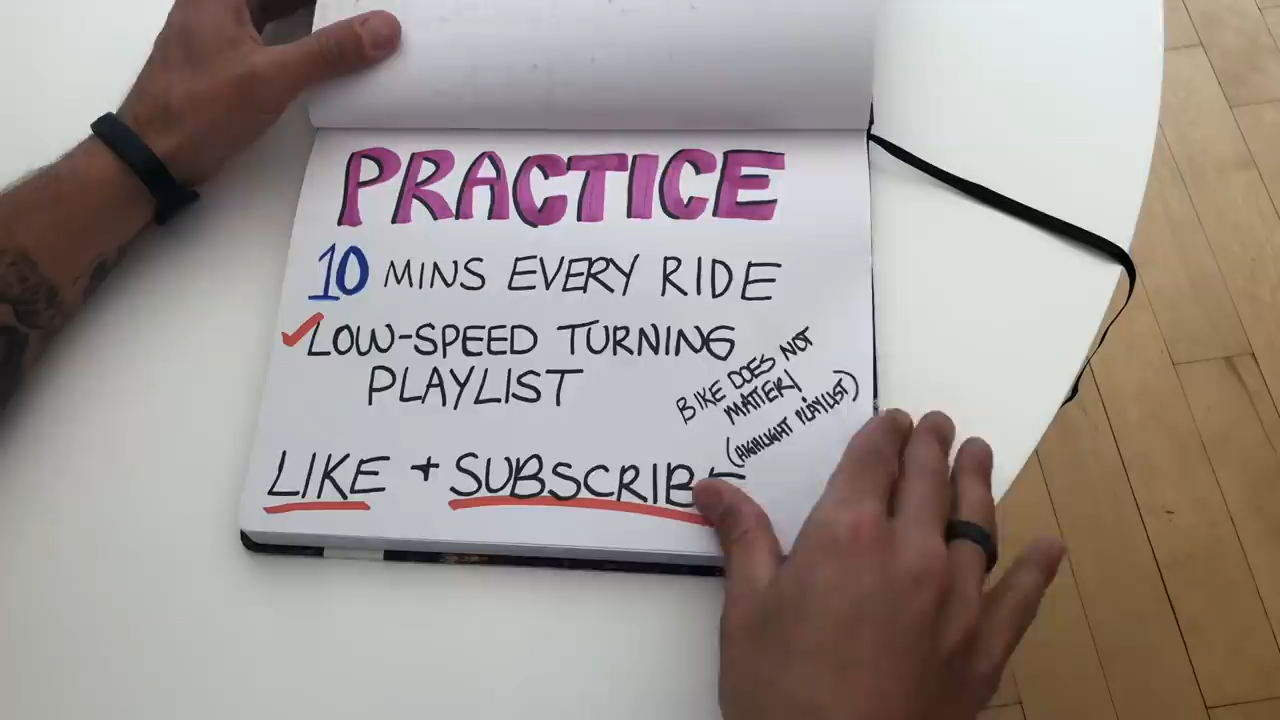 PRACTICE
10 MINS EVERY RIDE
LOW-SPEED TURNING
PLAYLIST
BIKE DOES NOT
MATTER!
(HIGHLIGHT PLAYLIST)
LIKE + SUBSCRIBE